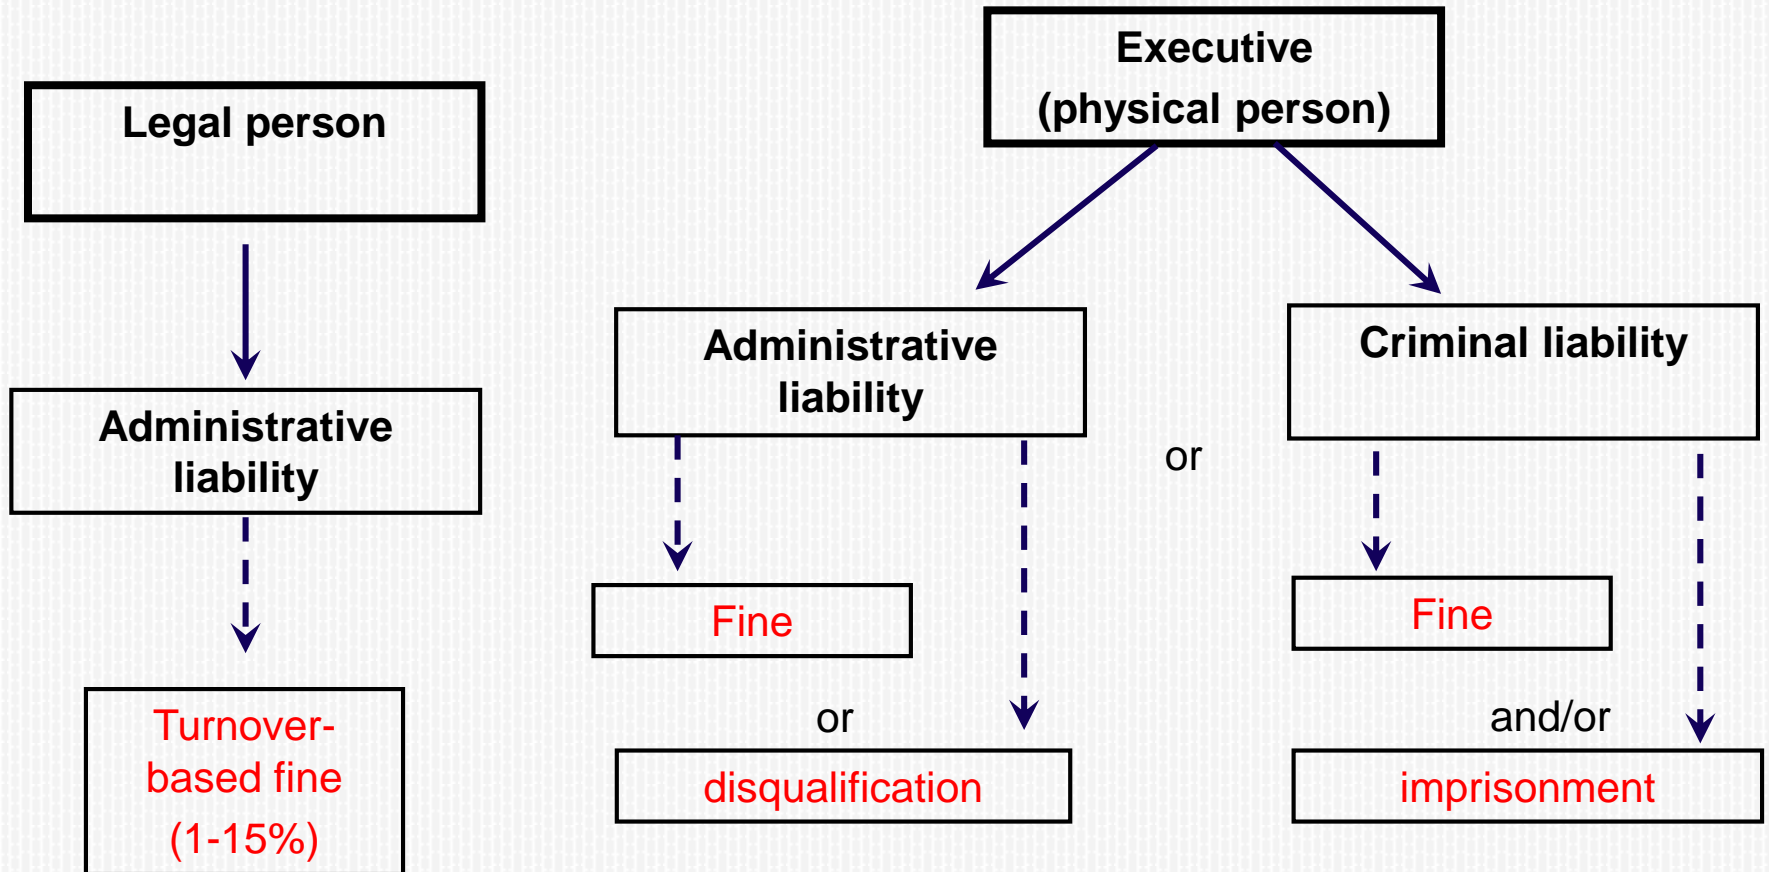 Legal person
Administrative
liability
Turnover-
based fine
(1-15%)
Executive
(physical person)
Administrative
liability
or
Criminal liability
Fine
or
disqualification
Fine
and/or
imprisonment